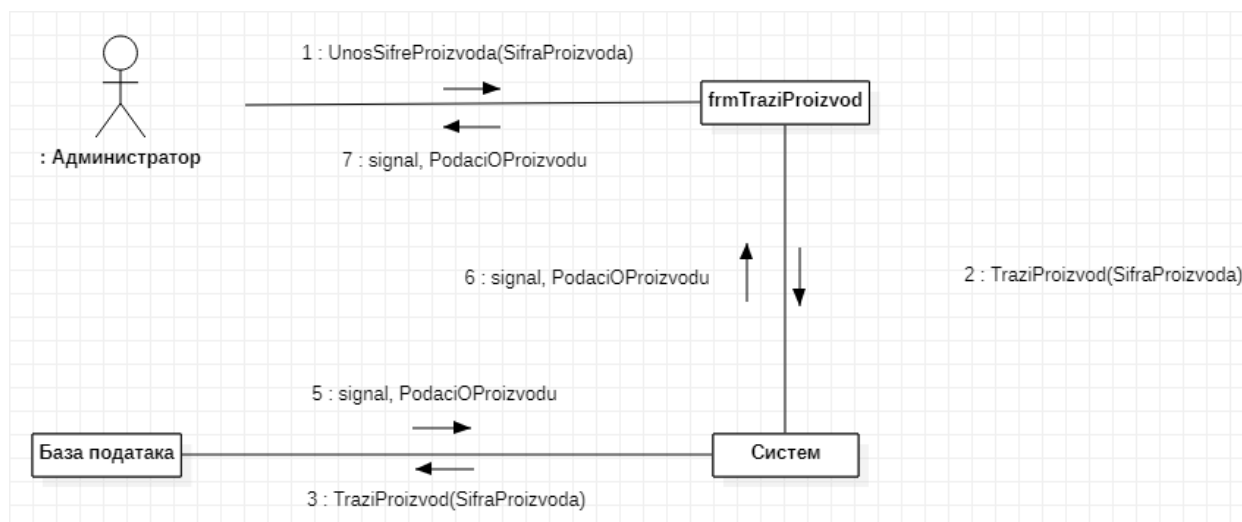 1 : UnosSifreProizvoda(SifraProizvoda)
frmTraziProizvod
: Администратор
7 : signal, PodaciOProizvodu
6 : signal, PodaciOProizvodu
2 : TraziProizvod(SifraProizvoda)
5 : signal, PodaciOProizvodu
База података
Систем
3 : TraziProizvod(SifraProizvoda)